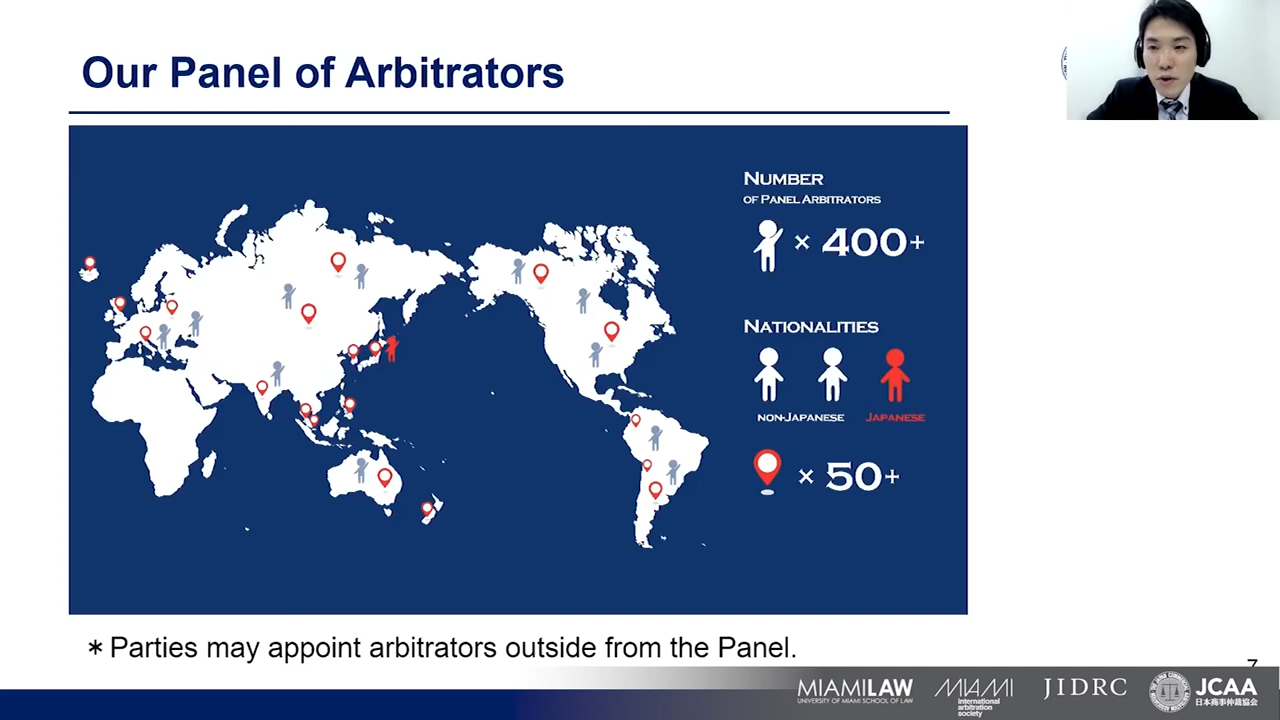 Our Panel of Arbitrators
NUMBER
OF PANEL ARBITRATORS
× 400+
NATIONALITIES
NON-JAPANESE
JAPANESE
× 50+
* Parties may appoint arbitrators outside from the Panel.
7
MIAMI LAW
UNIVERSITY OF MIAMI SCHOOL OF LAW
MIAMI
international
arbitration
society
JIDRC
JCAA
日本商事仲裁協会